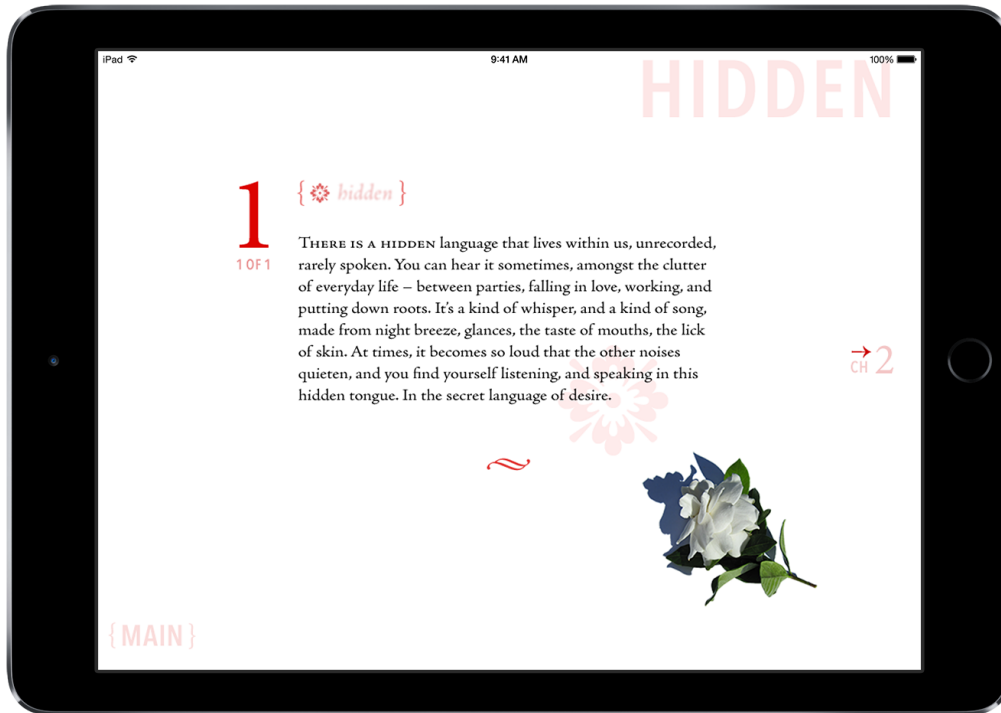 iPad
9:41 AM
100%
HIDDEN
1
{ hidden }
1 OF 1
THERE IS A HIDDEN language that lives within us, unrecorded,
rarely spoken. You can hear it sometimes, amongst the clutter
of everyday life – between parties, falling in love, working, and
putting down roots. It's a kind of whisper, and a kind of song,
made from night breeze, glances, the taste of mouths, the lick
of skin. At times, it becomes so loud that the other noises
quieten, and you find yourself listening, and speaking in this
hidden tongue. In the secret language of desire.
→ CH 2
{MAIN}